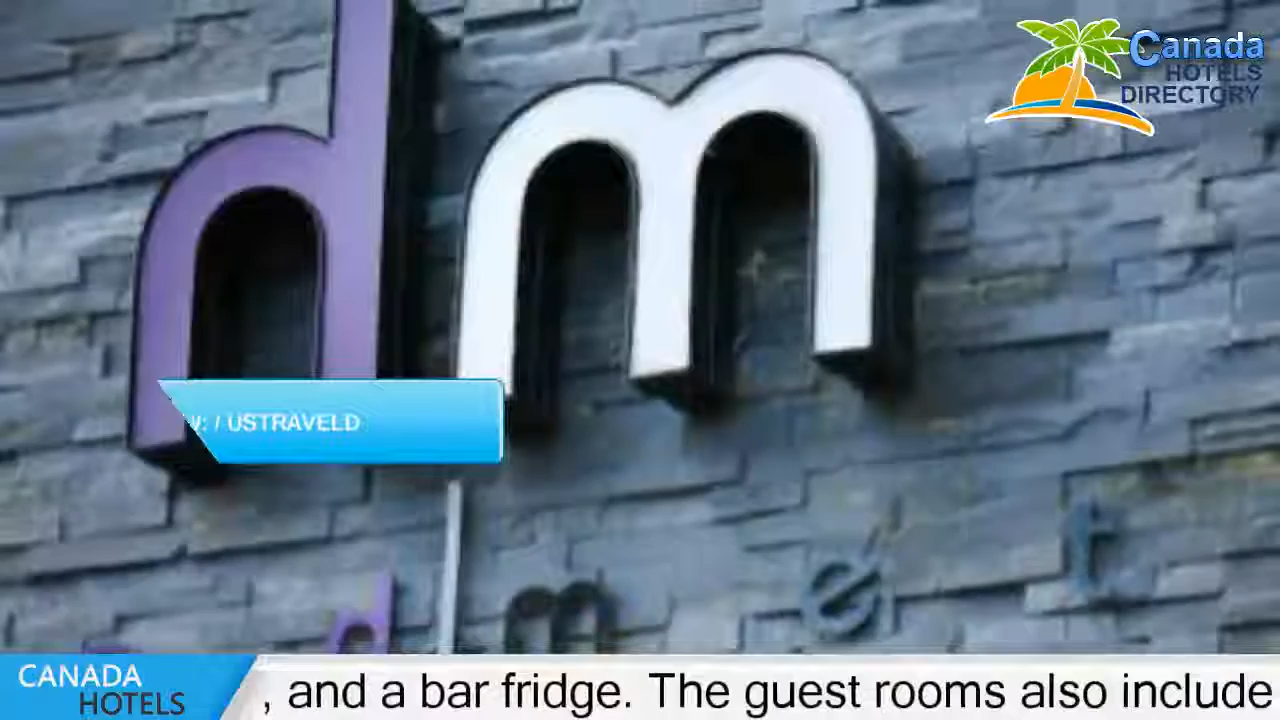 Canada
HOTELS
DIRECTORY
dm
W: / USTRAVELD
d m é t
CANADA
HOTELS
, and a bar fridge. The guest rooms also include